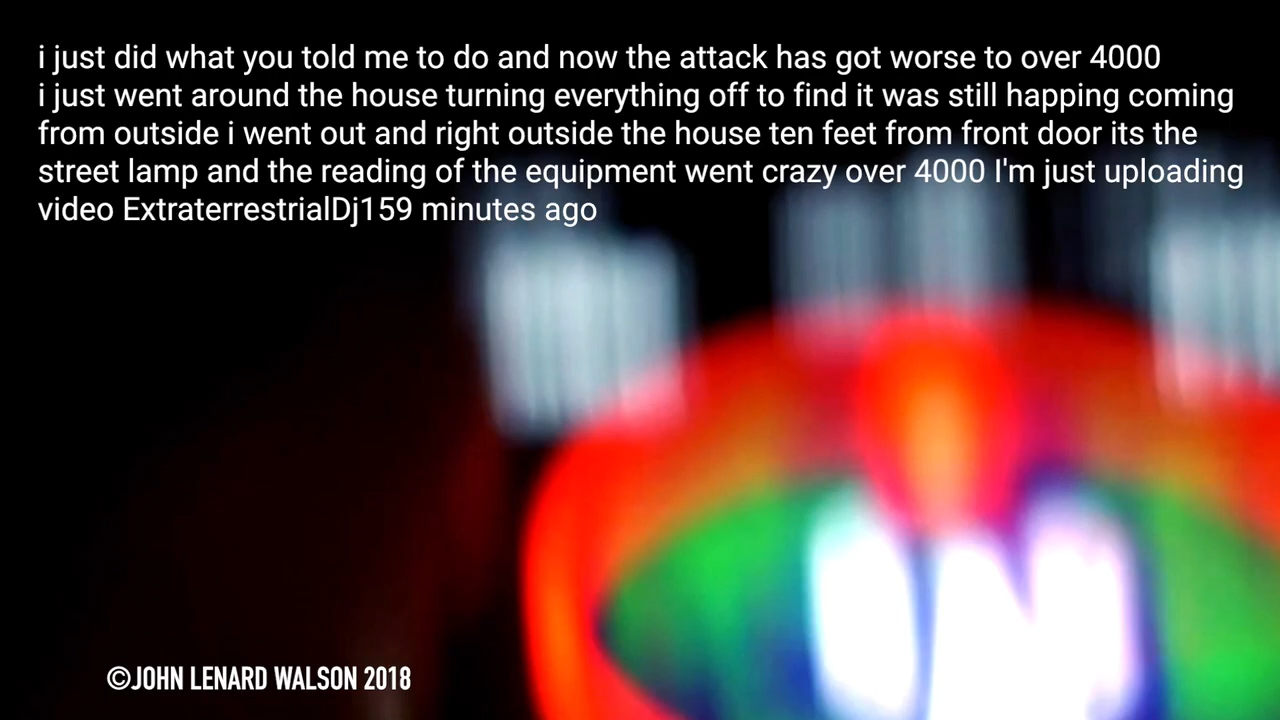 i just did what you told me to do and now the attack has got worse to over 4000
i just went around the house turning everything off to find it was still happing coming
from outside i went out and right outside the house ten feet from front door its the
street lamp and the reading of the equipment went crazy over 4000 I'm just uploading
video ExtraterrestrialDj159 minutes ago
©JOHN LENARD WALSON 2018